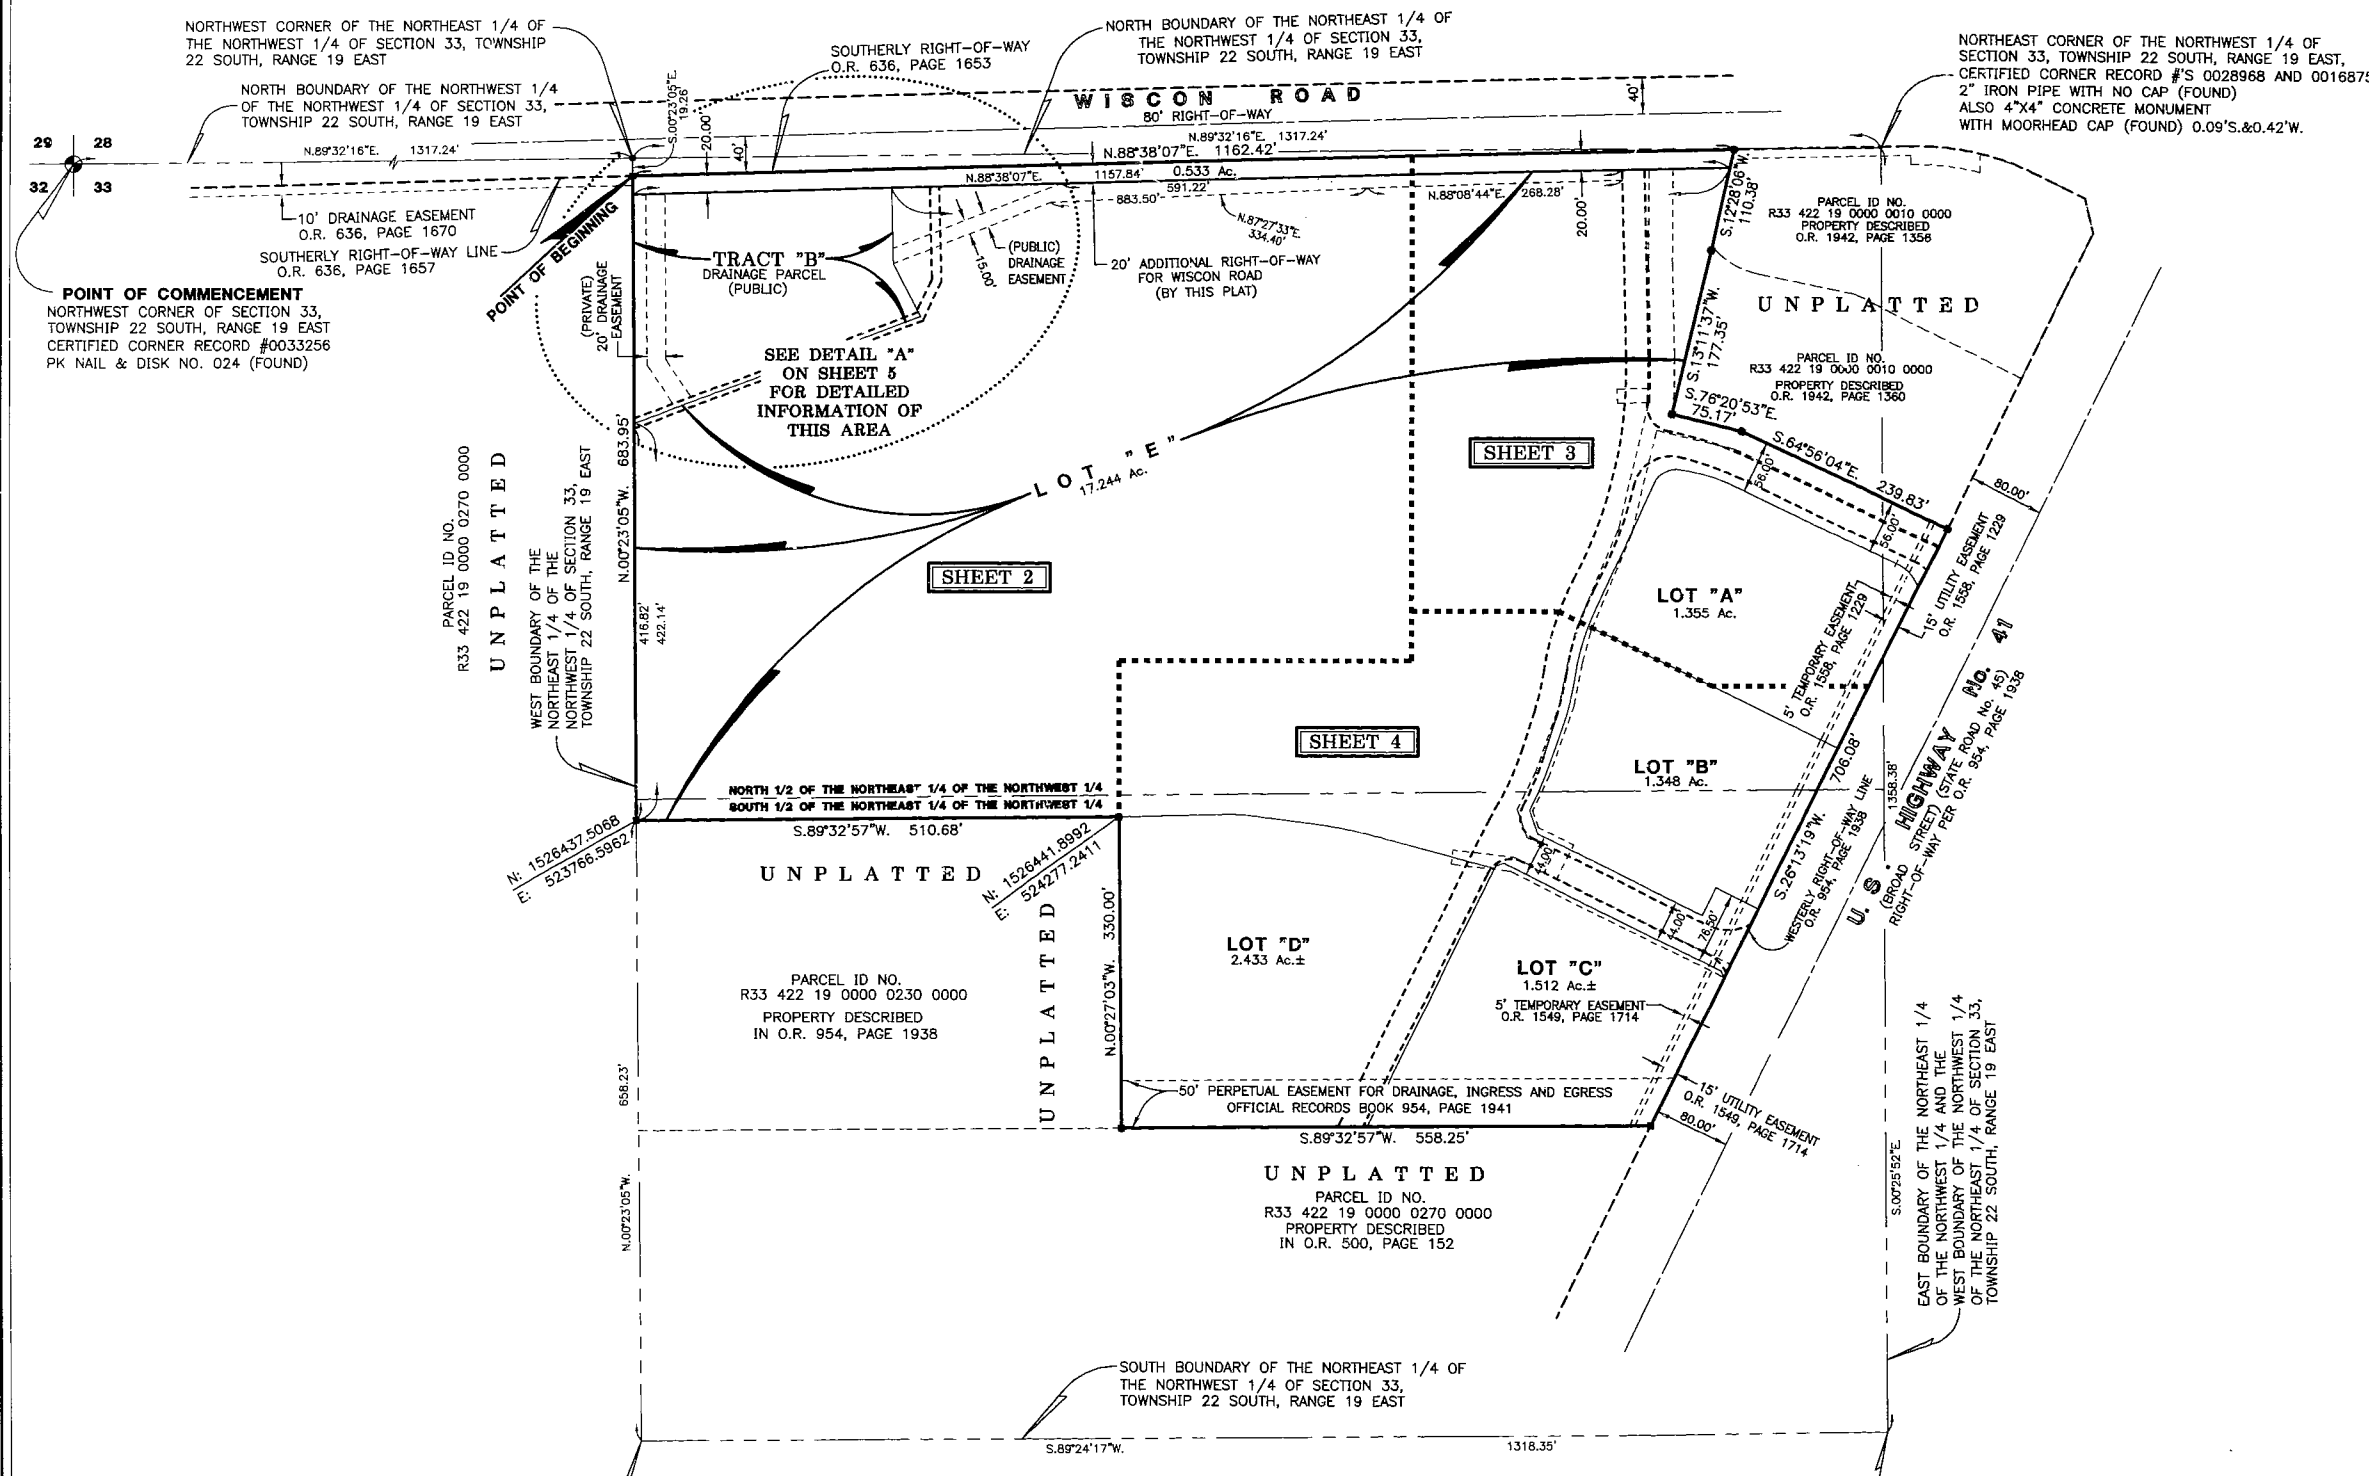 NORTHWEST CORNER OF THE NORTHEAST 1/4 OF
THE NORTHWEST 1/4 OF SECTION 33, TOWNSHIP
22 SOUTH, RANGE 19 EAST
NORTH BOUNDARY OF THE NORTHWEST 1/4
OF THE NORTHWEST 1/4 OF SECTION 33,
TOWNSHIP 22 SOUTH, RANGE 19 EAST
SOUTHERLY RIGHT-OF-WAY
O.R. 636, PAGE 1653
NORTH BOUNDARY OF THE NORTHEAST 1/4 OF
THE NORTHWEST 1/4 OF SECTION 33,
TOWNSHIP 22 SOUTH, RANGE 19 EAST
NORTHEAST CORNER OF THE NORTHWEST 1/4 OF
SECTION 33, TOWNSHIP 22 SOUTH, RANGE 19 EAST,
CERTIFIED CORNER RECORD #'S 0028968 AND 0016875
2" IRON PIPE WITH NO CAP (FOUND)
ALSO 4"X4" CONCRETE MONUMENT
WITH MOORHEAD CAP (FOUND) 0.09'S.&0.42'W.
29 28
32 33
N.89°32'16"E. 1317.24'
S.00°23'05"E.
19.26'
20.00'
40'
WISCON ROAD
80' RIGHT-OF-WAY
40'
N.89°32'16"E. 1317.24'
N.88°38'07"E. 1162.42'
N.88°38'07"E. 1157.84' 0.533 Ac.
591.22'
883.50'
N.87°27'33"E.
334.40'
N.88°08'44"E. 268.28'
20.00'
10' DRAINAGE EASEMENT
O.R. 636, PAGE 1670
SOUTHERLY RIGHT-OF-WAY LINE
O.R. 636, PAGE 1657
POINT OF BEGINNING
POINT OF COMMENCEMENT
NORTHWEST CORNER OF SECTION 33,
TOWNSHIP 22 SOUTH, RANGE 19 EAST
CERTIFIED CORNER RECORD #0033256
PK NAIL & DISK NO. 024 (FOUND)
(PRIVATE)
20' DRAINAGE
EASEMENT
TRACT "B"
DRAINAGE PARCEL
(PUBLIC)
(PUBLIC)
DRAINAGE
EASEMENT
15.00'
20' ADDITIONAL RIGHT-OF-WAY
FOR WISCON ROAD
(BY THIS PLAT)
SEE DETAIL "A"
ON SHEET 5
FOR DETAILED
INFORMATION OF
THIS AREA
S.12°28'06"W.
110.38'
S.13°11'37"W.
177.35'
S.76°20'53"E.
75.17'
S.64°56'04"E. 239.83'
56.00'
56.00'
80.00'
PARCEL ID NO.
R33 422 19 0000 0010 0000
PROPERTY DESCRIBED
O.R. 1942, PAGE 1358
UNPLATTED
PARCEL ID NO.
R33 422 19 0000 0010 0000
PROPERTY DESCRIBED
O.R. 1942, PAGE 1360
PARCEL ID NO.
R33 422 19 0000 0270 0000
UNPLATTED
WEST BOUNDARY OF THE
NORTHEAST 1/4 OF THE
NORTHWEST 1/4 OF SECTION 33,
TOWNSHIP 22 SOUTH, RANGE 19 EAST
N.00°23'05"W. 683.95'
416.82'
422.14'
LOT "E"
17.244 Ac.
SHEET 2
SHEET 3
SHEET 4
LOT "A"
1.355 Ac.
5' TEMPORARY EASEMENT
O.R. 1558, PAGE 1229
15' UTILITY EASEMENT
O.R. 1558, PAGE 1229
LOT "B"
1.348 Ac.
U. S. HIGHWAY No. 41
(BROAD STREET) (STATE ROAD No. 45)
RIGHT-OF-WAY PER O.R. 954, PAGE 1938
S.26°13'19"W. 706.08'
WESTERLY RIGHT-OF-WAY LINE
O.R. 954, PAGE 1938
1358.38'
NORTH 1/2 OF THE NORTHEAST 1/4 OF THE NORTHWEST 1/4
SOUTH 1/2 OF THE NORTHEAST 1/4 OF THE NORTHWEST 1/4
S.89°32'57"W. 510.68'
N: 1526437.5068
E: 523766.5962
N: 1526441.8992
E: 524277.2411
UNPLATTED
UNPLATTED
N.00°27'03"W. 330.00'
44.00'
44.00'
76.50'
LOT "D"
2.433 Ac.±
LOT "C"
1.512 Ac.±
5' TEMPORARY EASEMENT
O.R. 1549, PAGE 1714
PARCEL ID NO.
R33 422 19 0000 0230 0000
PROPERTY DESCRIBED
IN O.R. 954, PAGE 1938
658.23'
N.00°23'05"W.
50' PERPETUAL EASEMENT FOR DRAINAGE, INGRESS AND EGRESS
OFFICIAL RECORDS BOOK 954, PAGE 1941
15' UTILITY EASEMENT
O.R. 1549, PAGE 1714
80.00'
S.89°32'57"W. 558.25'
UNPLATTED
PARCEL ID NO.
R33 422 19 0000 0270 0000
PROPERTY DESCRIBED
IN O.R. 500, PAGE 152
S.00°25'52"E.
EAST BOUNDARY OF THE NORTHEAST 1/4
OF THE NORTHWEST 1/4 AND THE
WEST BOUNDARY OF THE NORTHWEST 1/4
OF THE NORTHEAST 1/4 OF SECTION 33,
TOWNSHIP 22 SOUTH, RANGE 19 EAST
SOUTH BOUNDARY OF THE NORTHEAST 1/4 OF
THE NORTHWEST 1/4 OF SECTION 33,
TOWNSHIP 22 SOUTH, RANGE 19 EAST
S.89°24'17"W. 1318.35'